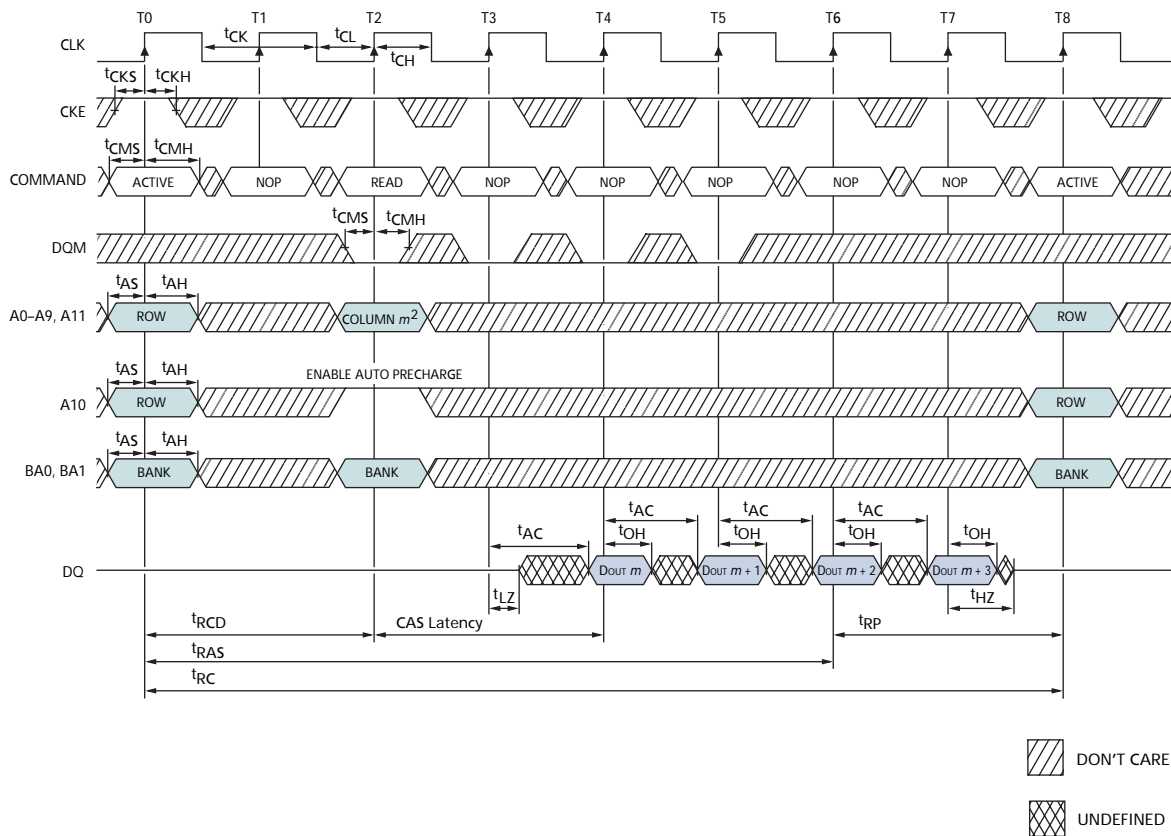 T0 T1 T2 T3 T4 T5 T6 T7 T8
CLK
tCK tCL
tCH
tCKS tCKH
CKE
tCMS tCMH
COMMAND ACTIVE NOP READ NOP NOP NOP NOP NOP ACTIVE
tCMS tCMH
DQM
tAS tAH
A0–A9, A11 ROW COLUMN m2 ROW
ENABLE AUTO PRECHARGE
tAS tAH
A10 ROW ROW
tAS tAH
BA0, BA1 BANK BANK BANK
tAC tAC tAC tAC
tOH tOH tOH tOH
DQ DOUT m DOUT m + 1 DOUT m + 2 DOUT m + 3
tLZ tHZ
tRCD CAS Latency tRP
tRAS
tRC
DON'T CARE
UNDEFINED